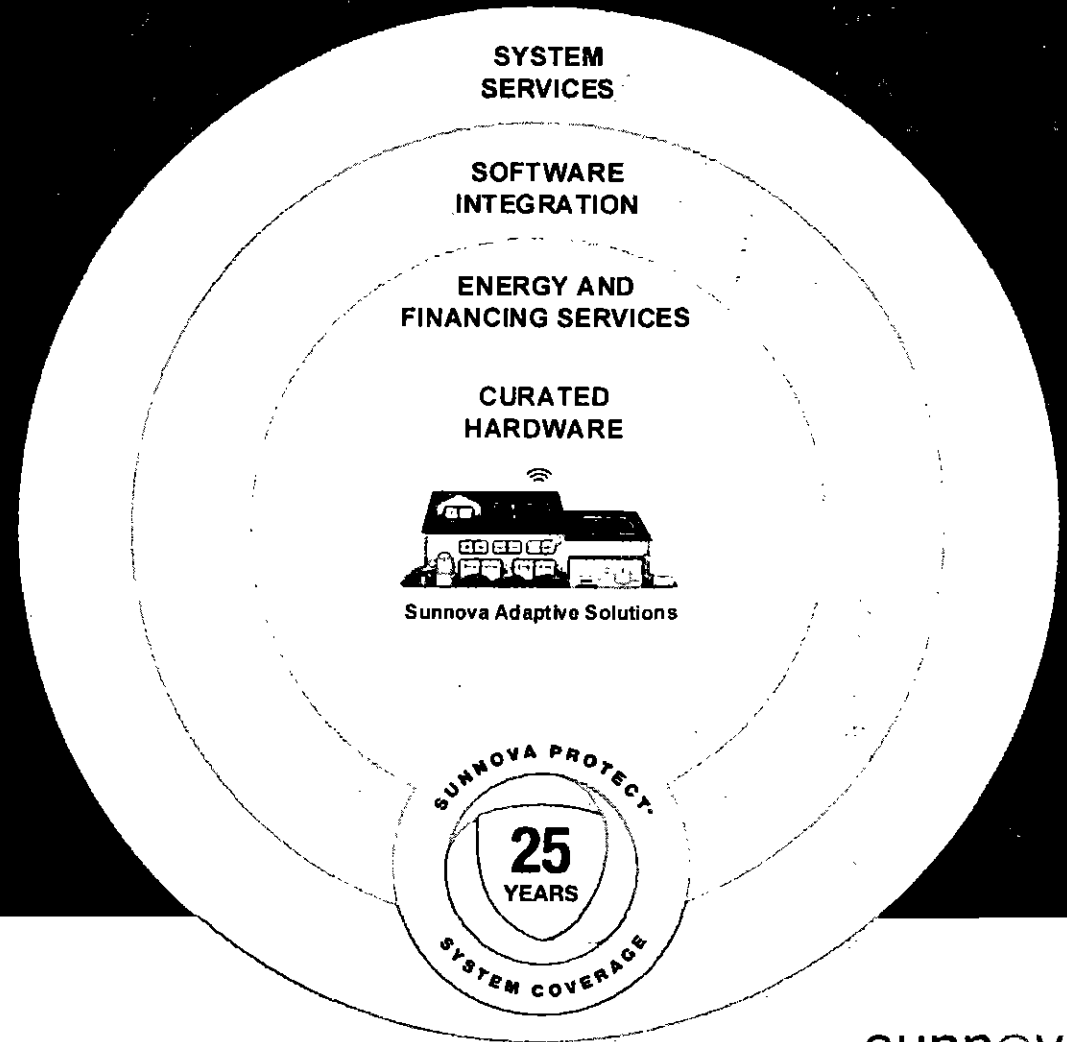 SYSTEM
SERVICES
SOFTWARE
INTEGRATION
ENERGY AND
FINANCING SERVICES
CURATED
HARDWARE
Sunnova Adaptive Solutions
SUNNOVA PROTECT
25
YEARS
SYSTEM COVERAGE